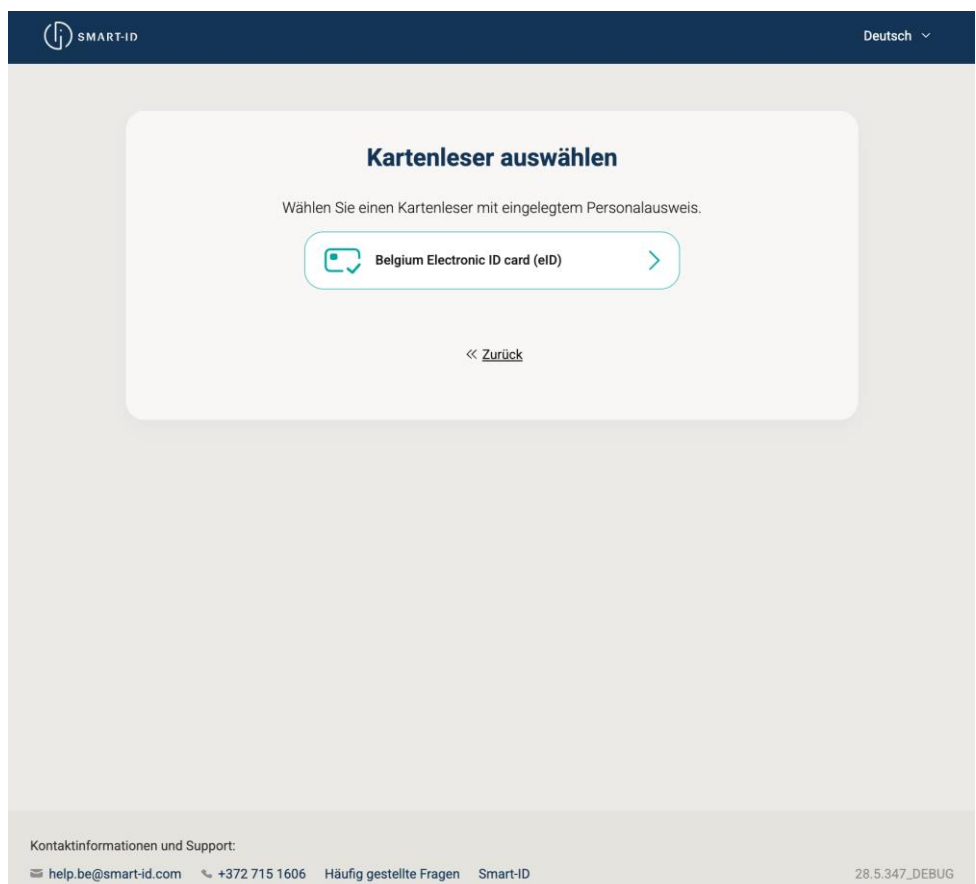 SMART-ID
Deutsch
Kartenleser auswählen
Wählen Sie einen Kartenleser mit eingelegtem Personalausweis.
Belgium Electronic ID card (eID)
« Zurück
Kontaktinformationen und Support:
help.be@smart-id.com +372 715 1606 Häufig gestellte Fragen Smart-ID 28.5.347_DEBUG